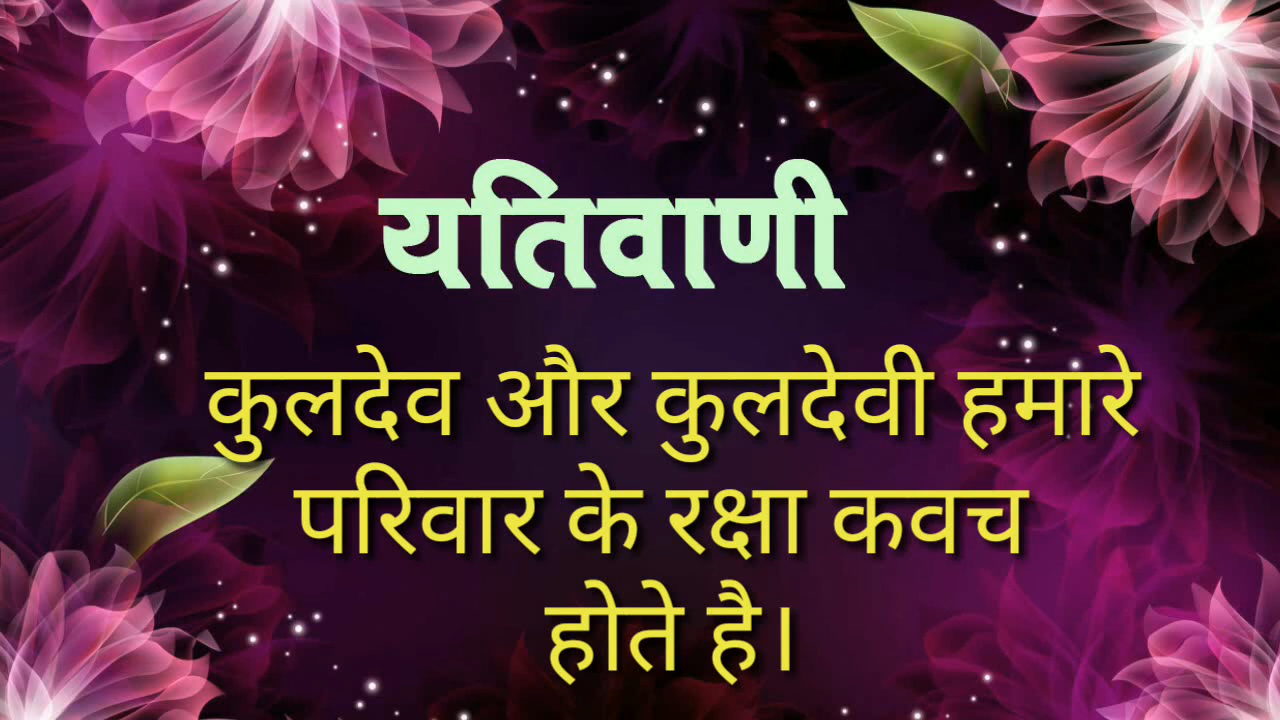 यतिवाणी
कुलदेव और कुलदेवी हमारे
परिवार के रक्षा कवच
होते है।